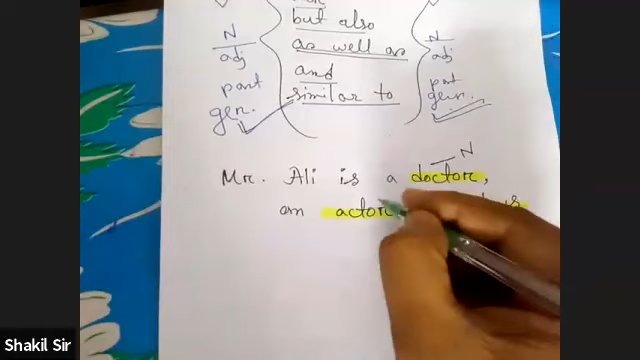 but also
N as well as N
adj adj
and
part part
gen. similar to gen.
N
Mr. Ali is a doctor,
an actor
Shakil Sir